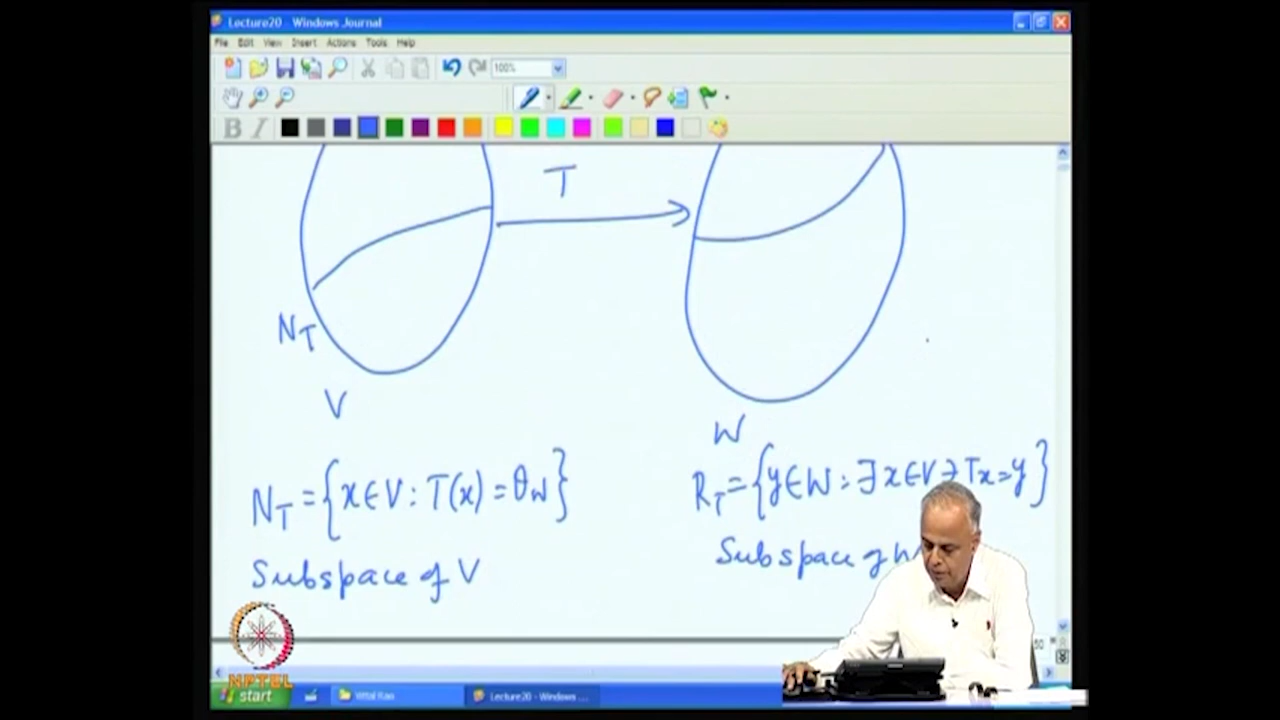 Lecture20 - Windows Journal
File Edit View Insert Actions Tools Help
100%
B I
T
N_T
V
W
N_T = {x ∈ V : T(x) = θ_W}
R_T = {y ∈ W : ∃ x ∈ V ∋ Tx = y}
Subspace of V
Subspace of W
NPTEL
start
Lecture20 - Windows ...